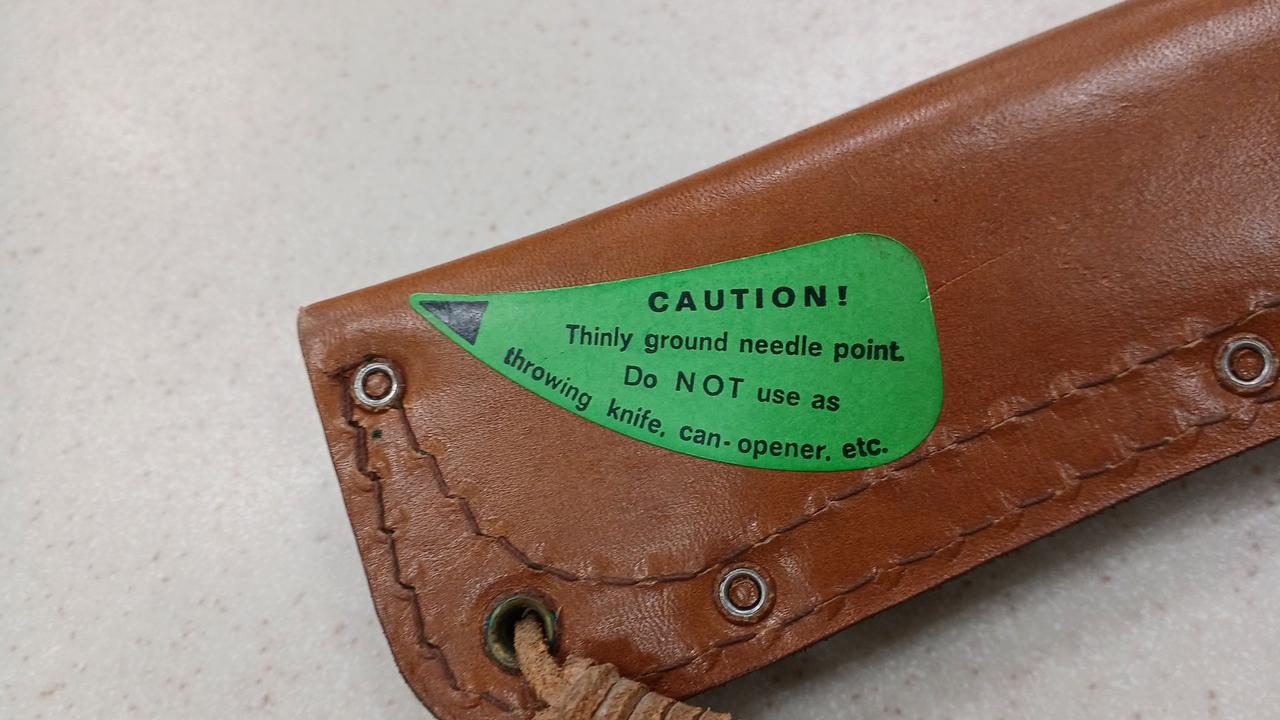 CAUTION!
Thinly ground needle point.
Do NOT use as
throwing knife, can-opener, etc.